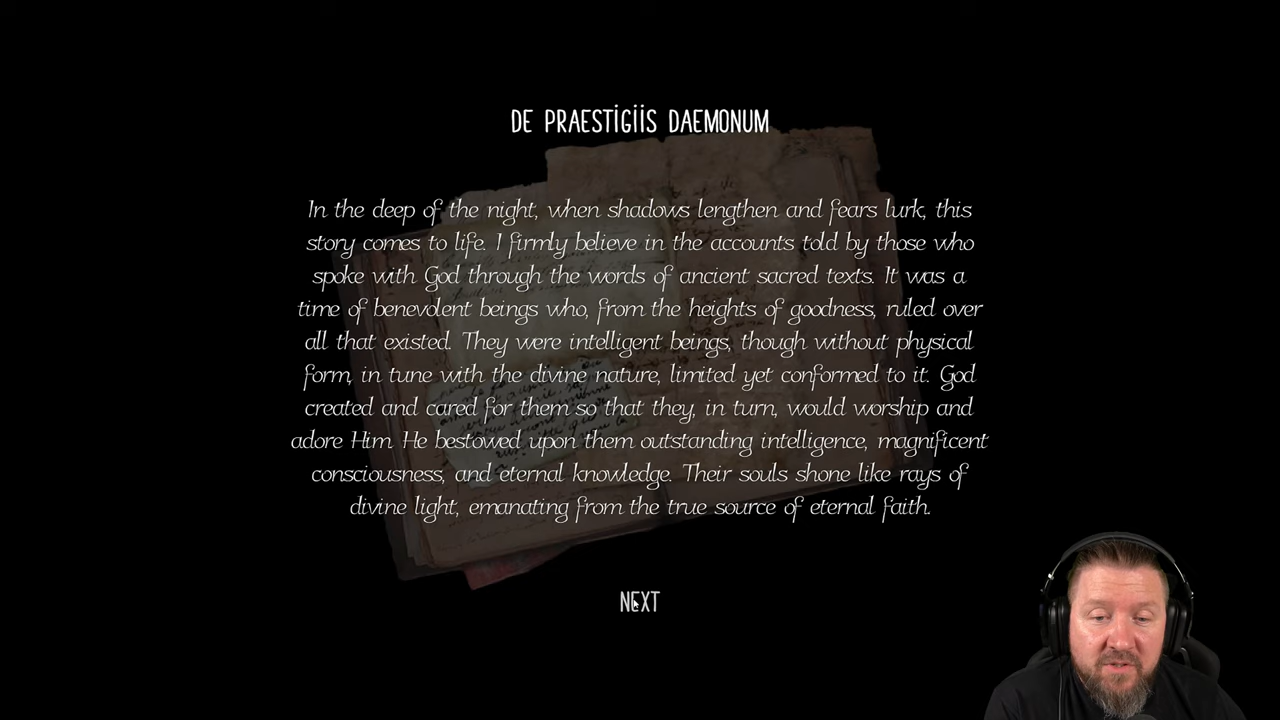 DE PRAESTIGIIS DAEMONUM
In the deep of the night, when shadows lengthen and fears lurk, this
story comes to life. I firmly believe in the accounts told by those who
spoke with God through the words of ancient sacred texts. It was a
time of benevolent beings who, from the heights of goodness, ruled over
all that existed. They were intelligent beings, though without physical
form, in tune with the divine nature, limited yet conformed to it. God
created and cared for them so that they, in turn, would worship and
adore Him. He bestowed upon them outstanding intelligence, magnificent
consciousness, and eternal knowledge. Their souls shone like rays of
divine light, emanating from the true source of eternal faith.
NEXT